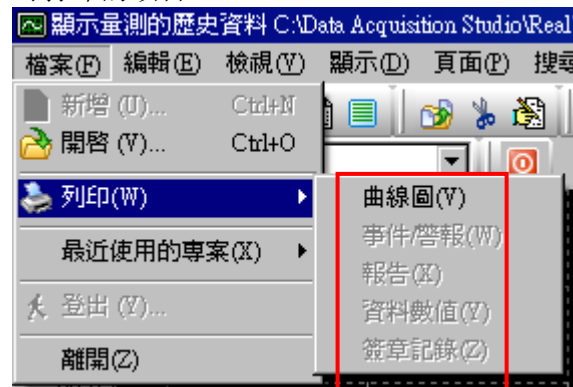 顯示量測的歷史資料 C:\Data Acquisition Studio\Real
檔案(F) 編輯(E) 檢視(V) 顯示(D) 頁面(P) 搜尋
新增 (U)... Ctrl+N
開啓 (V)... Ctrl+O
列印(W)
曲線圖(V)
事件/警報(W)
最近使用的專案(X)
報告(X)
登出 (Y)...
資料數值(Y)
簽章記錄(Z)
離開(Z)